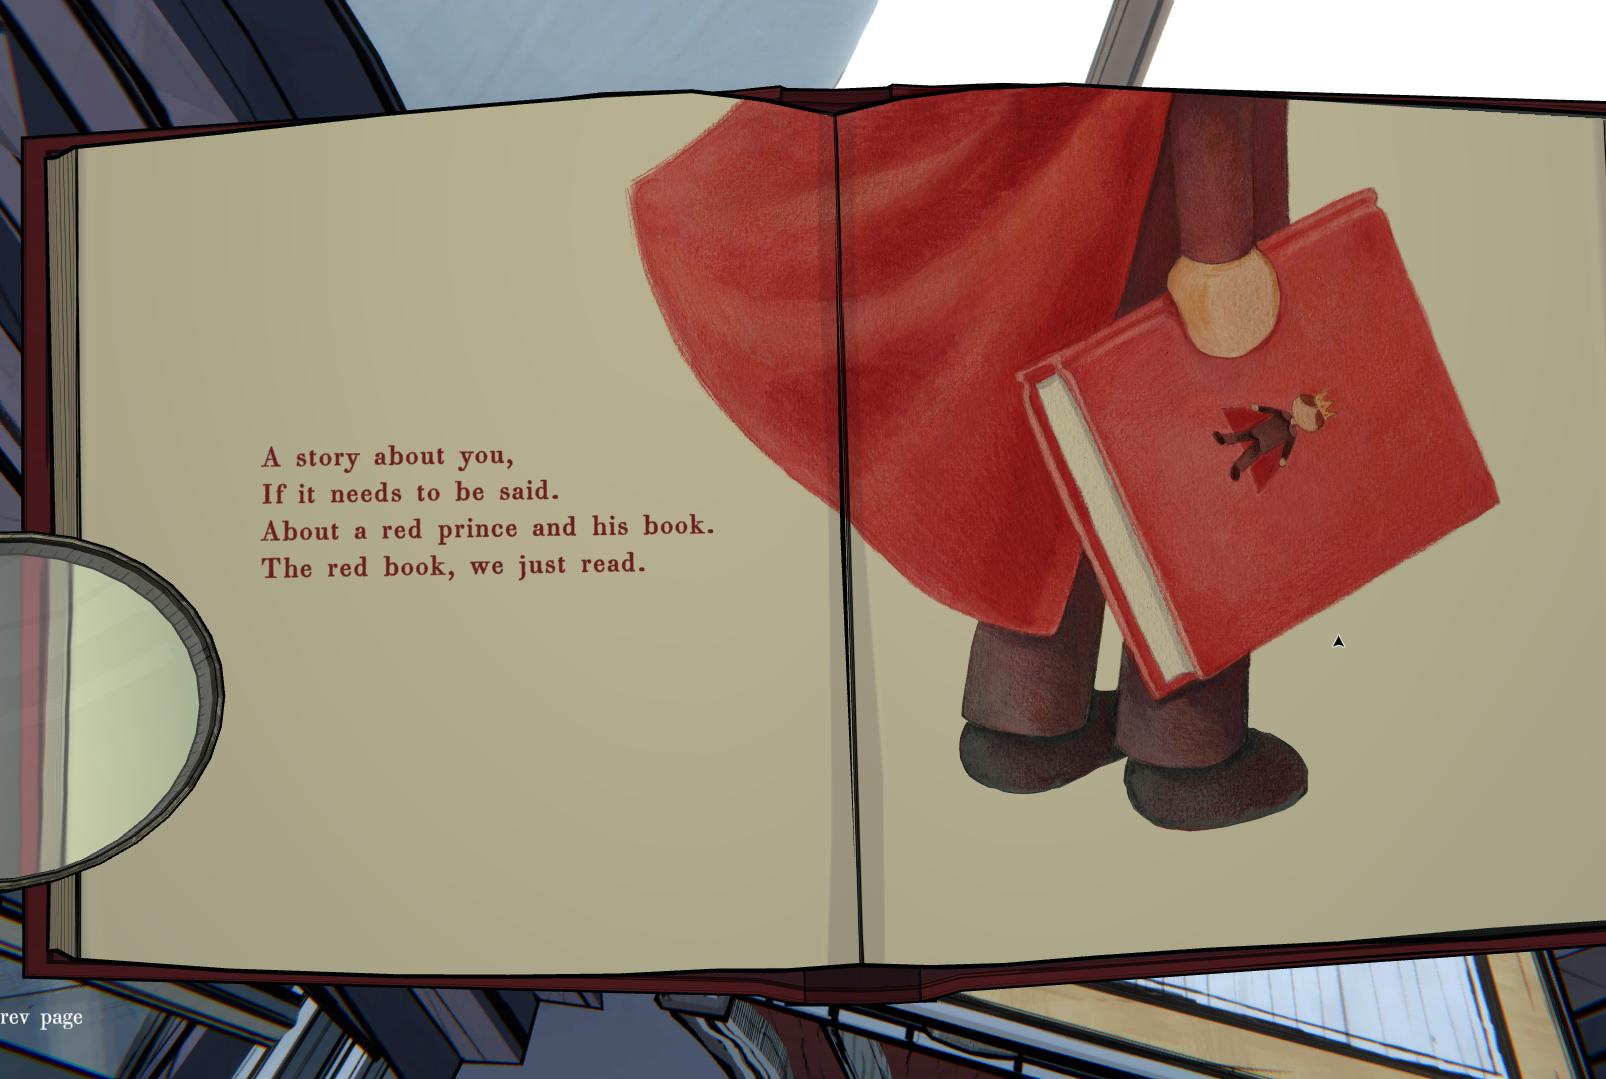 A story about you,
If it needs to be said.
About a red prince and his book.
The red book, we just read.
rev page